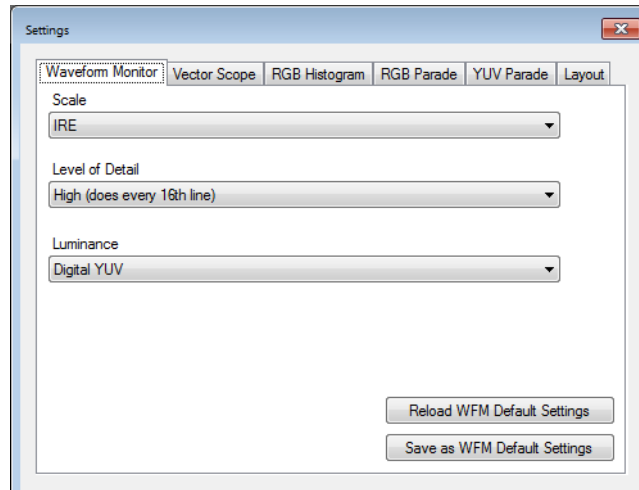 Settings
Waveform Monitor Vector Scope RGB Histogram RGB Parade YUV Parade Layout
Scale
IRE
Level of Detail
High (does every 16th line)
Luminance
Digital YUV
Reload WFM Default Settings
Save as WFM Default Settings